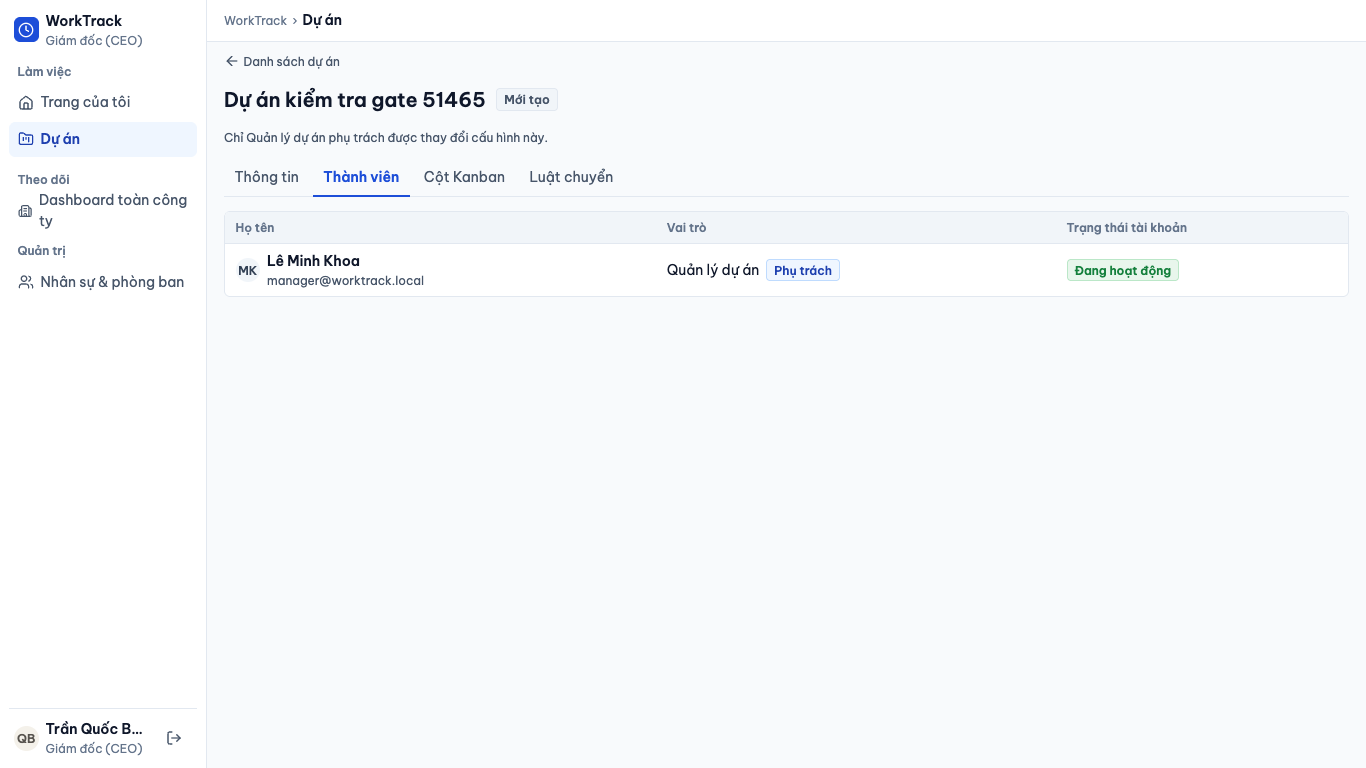 WorkTrack
Giám đốc (CEO)
Làm việc
Trang của tôi
Dự án
Theo dõi
Dashboard toàn công
ty
Quản trị
Nhân sự & phòng ban
QB
Trần Quốc B...
Giám đốc (CEO)
WorkTrack › Dự án
Danh sách dự án
Dự án kiểm tra gate 51465 Mới tạo
Chỉ Quản lý dự án phụ trách được thay đổi cấu hình này.
Thông tin Thành viên Cột Kanban Luật chuyển
Họ tên Vai trò Trạng thái tài khoản
MK Lê Minh Khoa Quản lý dự án Phụ trách Đang hoạt động
manager@worktrack.local